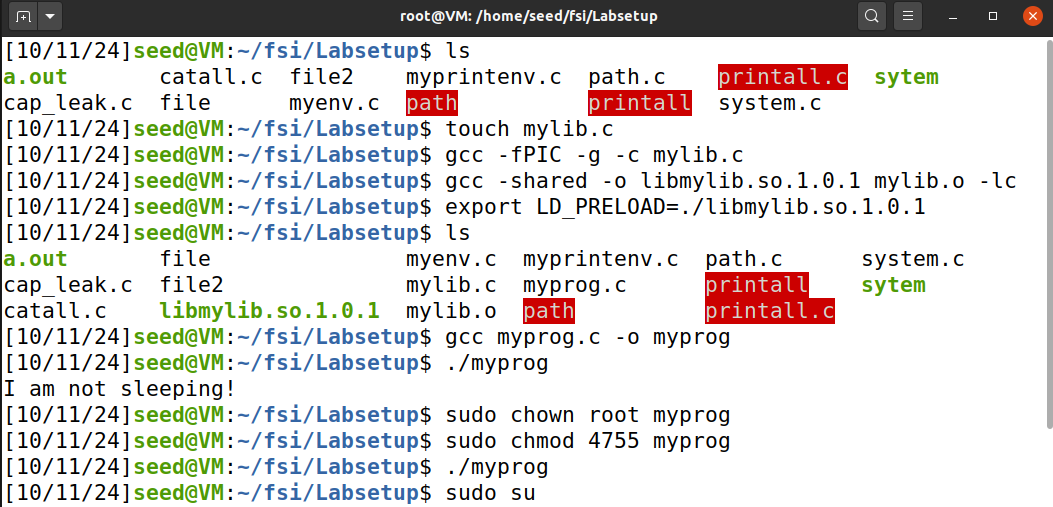 root@VM: /home/seed/fsi/Labsetup
[10/11/24]seed@VM:~/fsi/Labsetup$ ls
a.out catall.c file2 myprintenv.c path.c printall.c sytem
cap_leak.c file myenv.c path printall system.c
[10/11/24]seed@VM:~/fsi/Labsetup$ touch mylib.c
[10/11/24]seed@VM:~/fsi/Labsetup$ gcc -fPIC -g -c mylib.c
[10/11/24]seed@VM:~/fsi/Labsetup$ gcc -shared -o libmylib.so.1.0.1 mylib.o -lc
[10/11/24]seed@VM:~/fsi/Labsetup$ export LD_PRELOAD=./libmylib.so.1.0.1
[10/11/24]seed@VM:~/fsi/Labsetup$ ls
a.out file myenv.c myprintenv.c path.c system.c
cap_leak.c file2 mylib.c myprog.c printall sytem
catall.c libmylib.so.1.0.1 mylib.o path printall.c
[10/11/24]seed@VM:~/fsi/Labsetup$ gcc myprog.c -o myprog
[10/11/24]seed@VM:~/fsi/Labsetup$ ./myprog
I am not sleeping!
[10/11/24]seed@VM:~/fsi/Labsetup$ sudo chown root myprog
[10/11/24]seed@VM:~/fsi/Labsetup$ sudo chmod 4755 myprog
[10/11/24]seed@VM:~/fsi/Labsetup$ ./myprog
[10/11/24]seed@VM:~/fsi/Labsetup$ sudo su